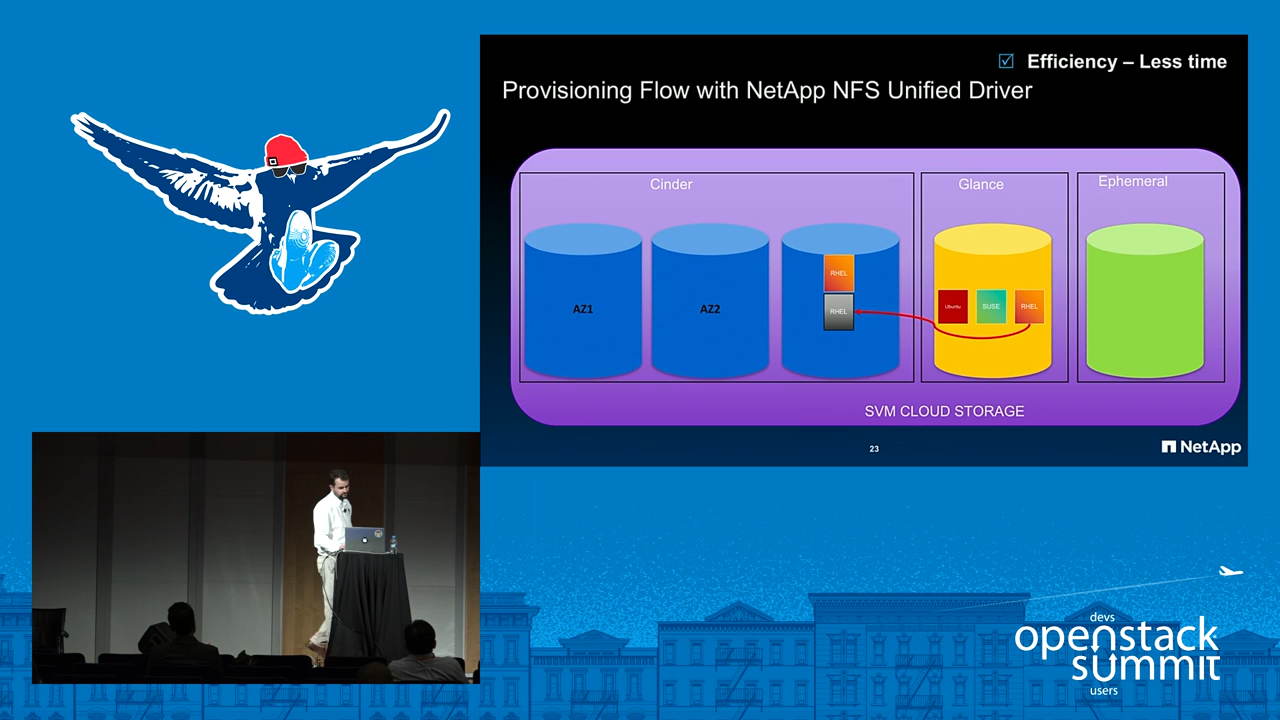 Efficiency – Less time
Provisioning Flow with NetApp NFS Unified Driver
Cinder
Glance
Ephemeral
AZ1
AZ2
RHEL
RHEL
Ubuntu
SUSE
RHEL
SVM CLOUD STORAGE
23
NetApp
devs
openstack
summit
users